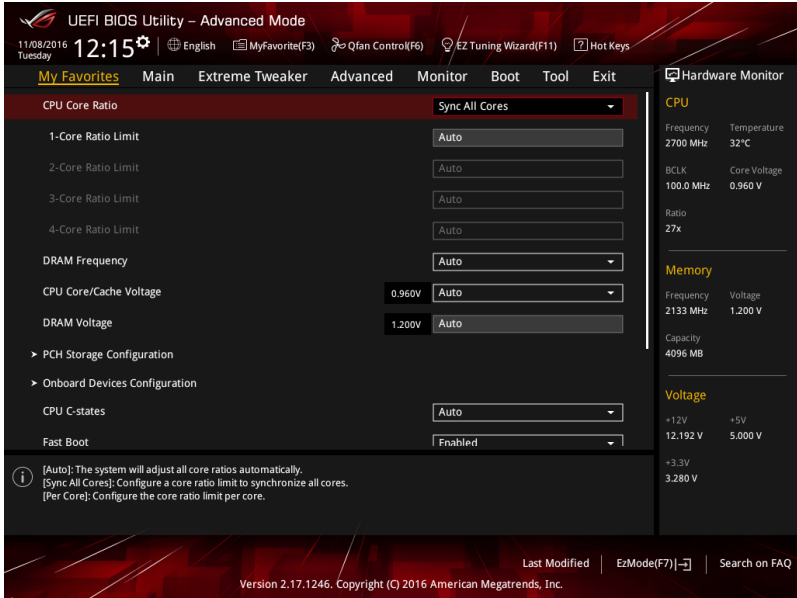 UEFI BIOS Utility – Advanced Mode
11/08/2016 Tuesday 12:15 English MyFavorite(F3) Qfan Control(F6) EZ Tuning Wizard(F11) ? Hot Keys
My Favorites Main Extreme Tweaker Advanced Monitor Boot Tool Exit
CPU Core Ratio Sync All Cores
1-Core Ratio Limit Auto
2-Core Ratio Limit Auto
3-Core Ratio Limit Auto
4-Core Ratio Limit Auto
DRAM Frequency Auto
CPU Core/Cache Voltage 0.960V Auto
DRAM Voltage 1.200V Auto
> PCH Storage Configuration
> Onboard Devices Configuration
CPU C-states Auto
Fast Boot Enabled
[Auto]: The system will adjust all core ratios automatically.
[Sync All Cores]: Configure a core ratio limit to synchronize all cores.
[Per Core]: Configure the core ratio limit per core.
Hardware Monitor
CPU
Frequency Temperature
2700 MHz 32°C
BCLK Core Voltage
100.0 MHz 0.960 V
Ratio
27x
Memory
Frequency Voltage
2133 MHz 1.200 V
Capacity
4096 MB
Voltage
+12V +5V
12.192 V 5.000 V
+3.3V
3.280 V
Last Modified EzMode(F7) Search on FAQ
Version 2.17.1246. Copyright (C) 2016 American Megatrends, Inc.